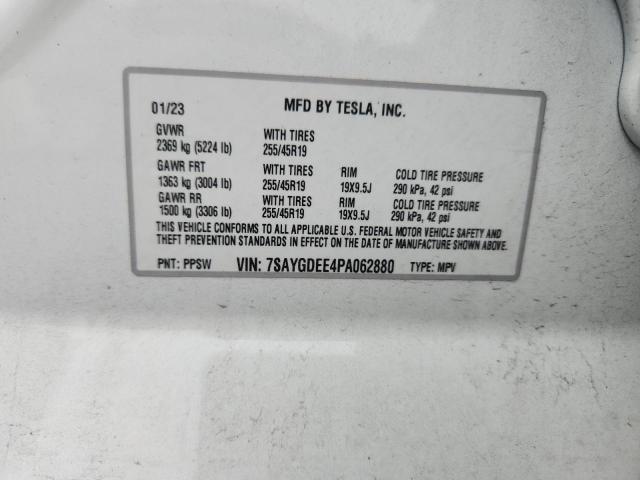 01/23 MFD BY TESLA, INC.
GVWR WITH TIRES
2369 kg (5224 lb) 255/45R19
GAWR FRT WITH TIRES RIM COLD TIRE PRESSURE
1363 kg (3004 lb) 255/45R19 19X9.5J 290 kPa, 42 psi
GAWR RR WITH TIRES RIM COLD TIRE PRESSURE
1500 kg (3306 lb) 255/45R19 19X9.5J 290 kPa, 42 psi
THIS VEHICLE CONFORMS TO ALL APPLICABLE U.S. FEDERAL MOTOR VEHICLE SAFETY AND
THEFT PREVENTION STANDARDS IN EFFECT ON THE DATE OF MANUFACTURE SHOWN ABOVE.
PNT: PPSW VIN: 7SAYGDEE4PA062880 TYPE: MPV